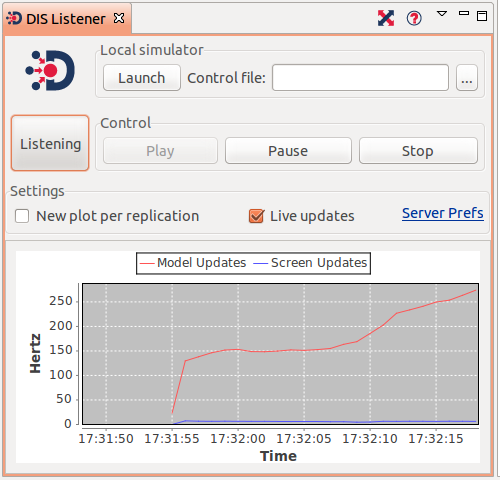 DIS Listener
Local simulator
Launch Control file: ...
Listening
Control
Play Pause Stop
Settings
New plot per replication Live updates Server Prefs
Model Updates Screen Updates
Hertz
250
200
150
100
50
0
17:31:50 17:31:55 17:32:00 17:32:05 17:32:10 17:32:15
Time